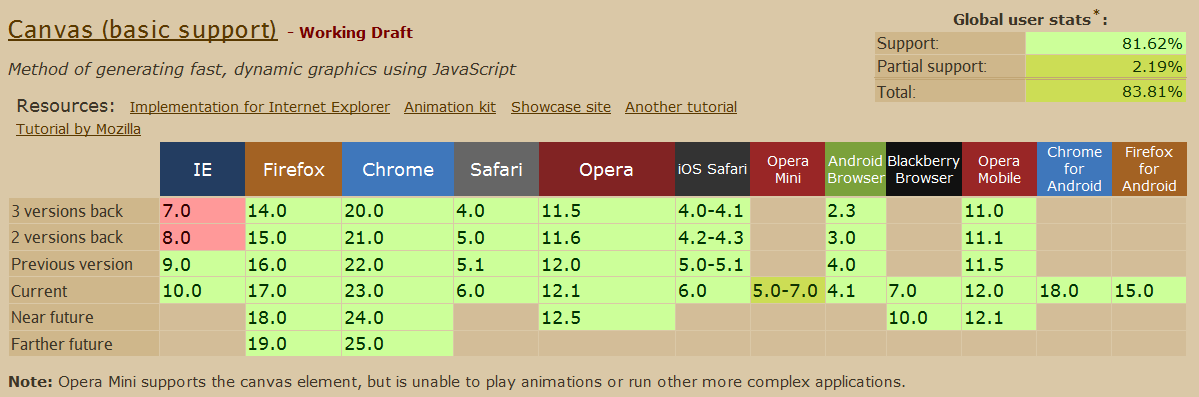 Canvas (basic support) - Working Draft
Global user stats*:
Support: 81.62%
Partial support: 2.19%
Total: 83.81%
Method of generating fast, dynamic graphics using JavaScript
Resources: Implementation for Internet Explorer Animation kit Showcase site Another tutorial
Tutorial by Mozilla
IE Firefox Chrome Safari Opera iOS Safari Opera Mini Android Browser Blackberry Browser Opera Mobile Chrome for Android Firefox for Android
3 versions back 7.0 14.0 20.0 4.0 11.5 4.0-4.1 2.3 11.0
2 versions back 8.0 15.0 21.0 5.0 11.6 4.2-4.3 3.0 11.1
Previous version 9.0 16.0 22.0 5.1 12.0 5.0-5.1 4.0 11.5
Current 10.0 17.0 23.0 6.0 12.1 6.0 5.0-7.0 4.1 7.0 12.0 18.0 15.0
Near future 18.0 24.0 12.5 10.0 12.1
Farther future 19.0 25.0
Note: Opera Mini supports the canvas element, but is unable to play animations or run other more complex applications.